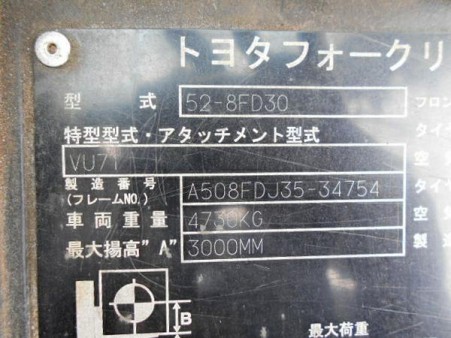 トヨタフォークリ
型 式 52-8FD30 フロン
特型型式・アタッチメント型式 タイ
VU71 空
製造番号 (フレームNO.) A508FDJ35-34754 タイ
車両重量 4730KG 空
最大揚高"A" 3000MM 製
B
最大荷重